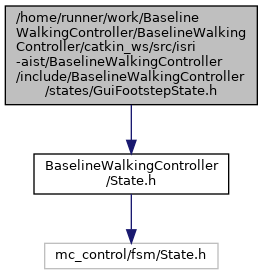 /home/runner/work/Baseline
WalkingController/BaselineWalking
Controller/catkin_ws/src/isri
-aist/BaselineWalkingController
/include/BaselineWalkingController
/states/GuiFootstepState.h
BaselineWalkingController
/State.h
mc_control/fsm/State.h